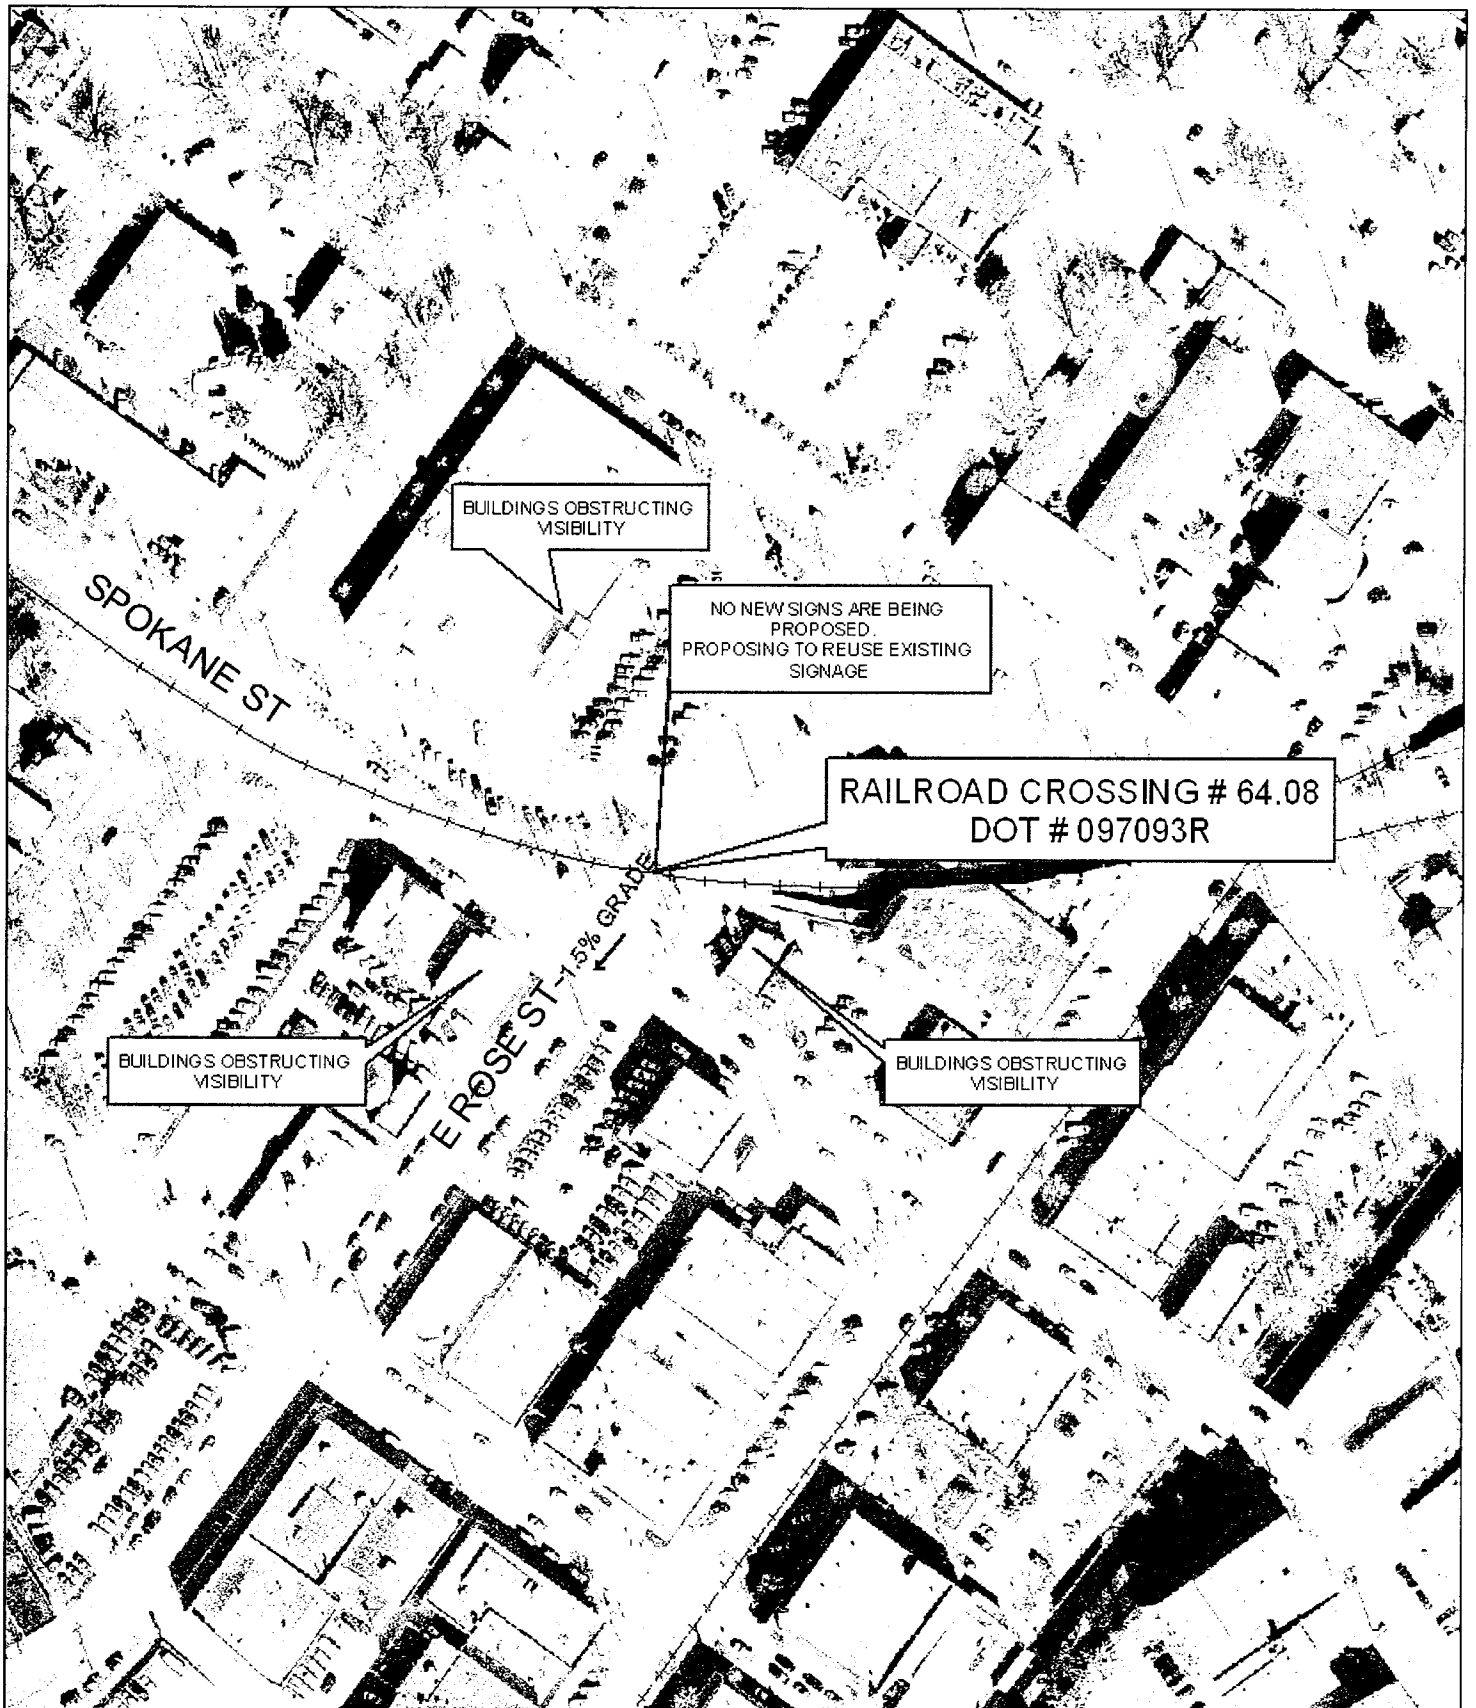 BUILDINGS OBSTRUCTING
VISIBILITY
SPOKANE ST
NO NEW SIGNS ARE BEING
PROPOSED.
PROPOSING TO REUSE EXISTING
SIGNAGE
RAILROAD CROSSING # 64.08
DOT # 097093R
E ROSE ST -1.5% GRADE
BUILDINGS OBSTRUCTING
VISIBILITY
BUILDINGS OBSTRUCTING
VISIBILITY